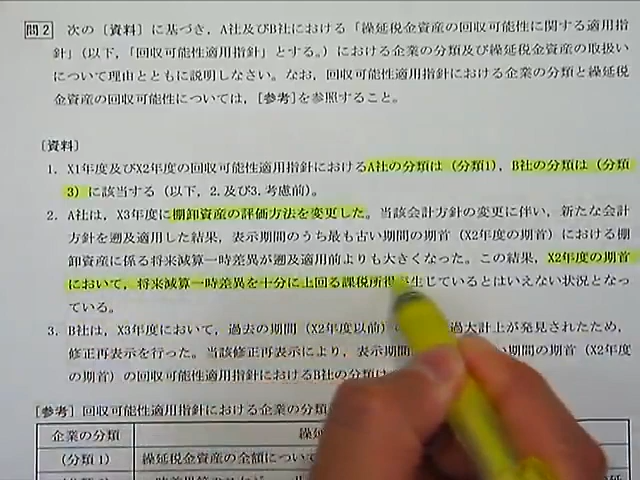 問2 次の〔資料〕に基づき，A社及びB社における「繰延税金資産の回収可能性に関する適用指
針」（以下，「回収可能性適用指針」とする。）における企業の分類及び繰延税金資産の取扱い
について理由とともに説明しなさい。なお，回収可能性適用指針における企業の分類と繰延税
金資産の回収可能性については，[参考]を参照すること。
〔資料〕
1．X1年度及びX2年度の回収可能性適用指針におけるA社の分類は（分類1），B社の分類は（分類
3）に該当する（以下，2.及び3.考慮前）。
2．A社は，X3年度に棚卸資産の評価方法を変更した。当該会計方針の変更に伴い，新たな会計
方針を遡及適用した結果，表示期間のうち最も古い期間の期首（X2年度の期首）における棚
卸資産に係る将来減算一時差異が遡及適用前よりも大きくなった。この結果，X2年度の期首
において，将来減算一時差異を十分に上回る課税所得が生じているとはいえない状況となっ
ている。
3．B社は，X3年度において，過去の期間（X2年度以前）の 過大計上が発見されたため，
修正再表示を行った。当該修正再表示により，表示期間 期間の期首（X2年度
の期首）の回収可能性適用指針におけるB社の分類は
[参考] 回収可能性適用指針における企業の分類
企業の分類 繰延
（分類1） 繰延税金資産の全額について